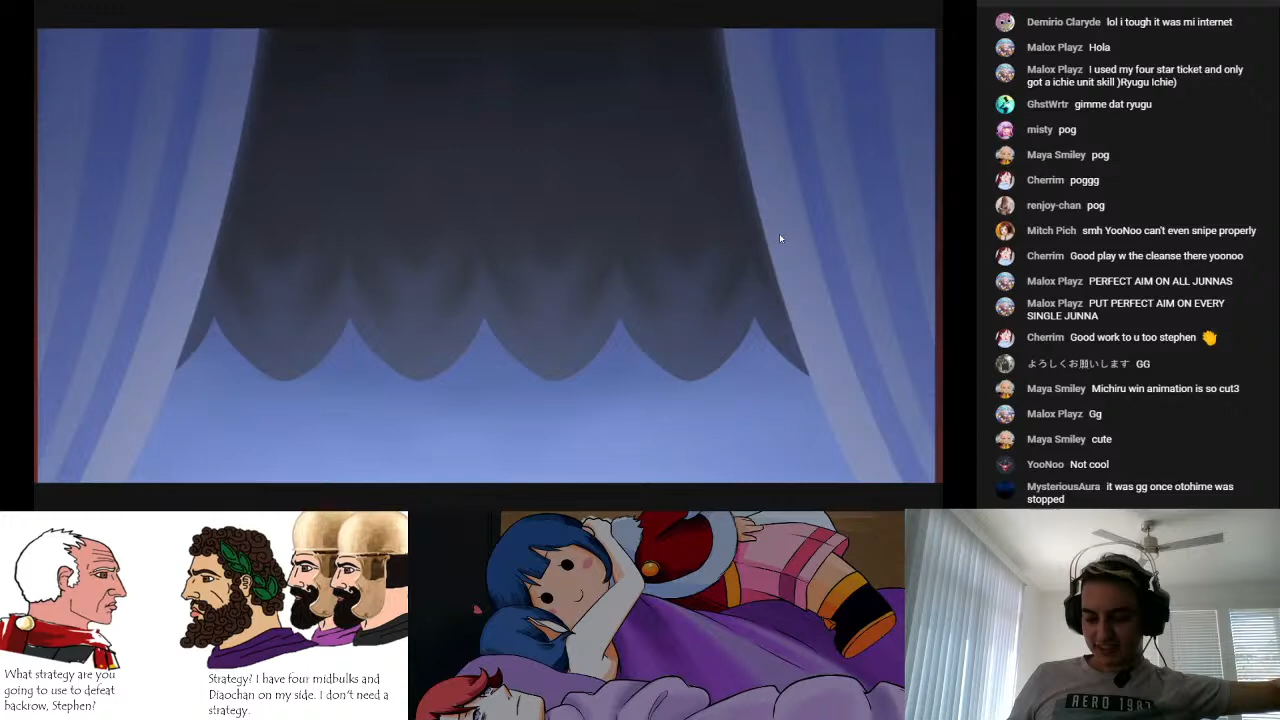 Demirio Claryde lol i tough it was mi internet
Malox Playz Hola
Malox Playz I used my four star ticket and only
got a ichie unit skill )Ryugu Ichie)
GhstWrtr gimme dat ryugu
misty pog
Maya Smiley pog
Cherrim poggg
renjoy-chan pog
Mitch Pich smh YooNoo can't even snipe properly
Cherrim Good play w the cleanse there yoonoo
Malox Playz PERFECT AIM ON ALL JUNNAS
Malox Playz PUT PERFECT AIM ON EVERY
SINGLE JUNNA
Cherrim Good work to u too stephen 👏
よろしくお願いします GG
Maya Smiley Michiru win animation is so cut3
Malox Playz Gg
Maya Smiley cute
YooNoo Not cool
MysteriousAura it was gg once otohime was
stopped
What strategy are you
going to use to defeat
backrow, Stephen?
Strategy? I have four midbulks and
Diaochan on my side. I don't need a
strategy.
AERO 1987